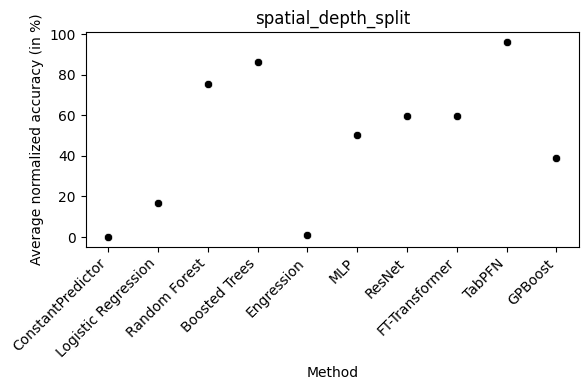 spatial_depth_split
Average normalized accuracy (in %)
100
80
60
40
20
0
ConstantPredictor
Logistic Regression
Random Forest
Boosted Trees
Engression
MLP
ResNet
FT-Transformer
TabPFN
GPBoost
Method